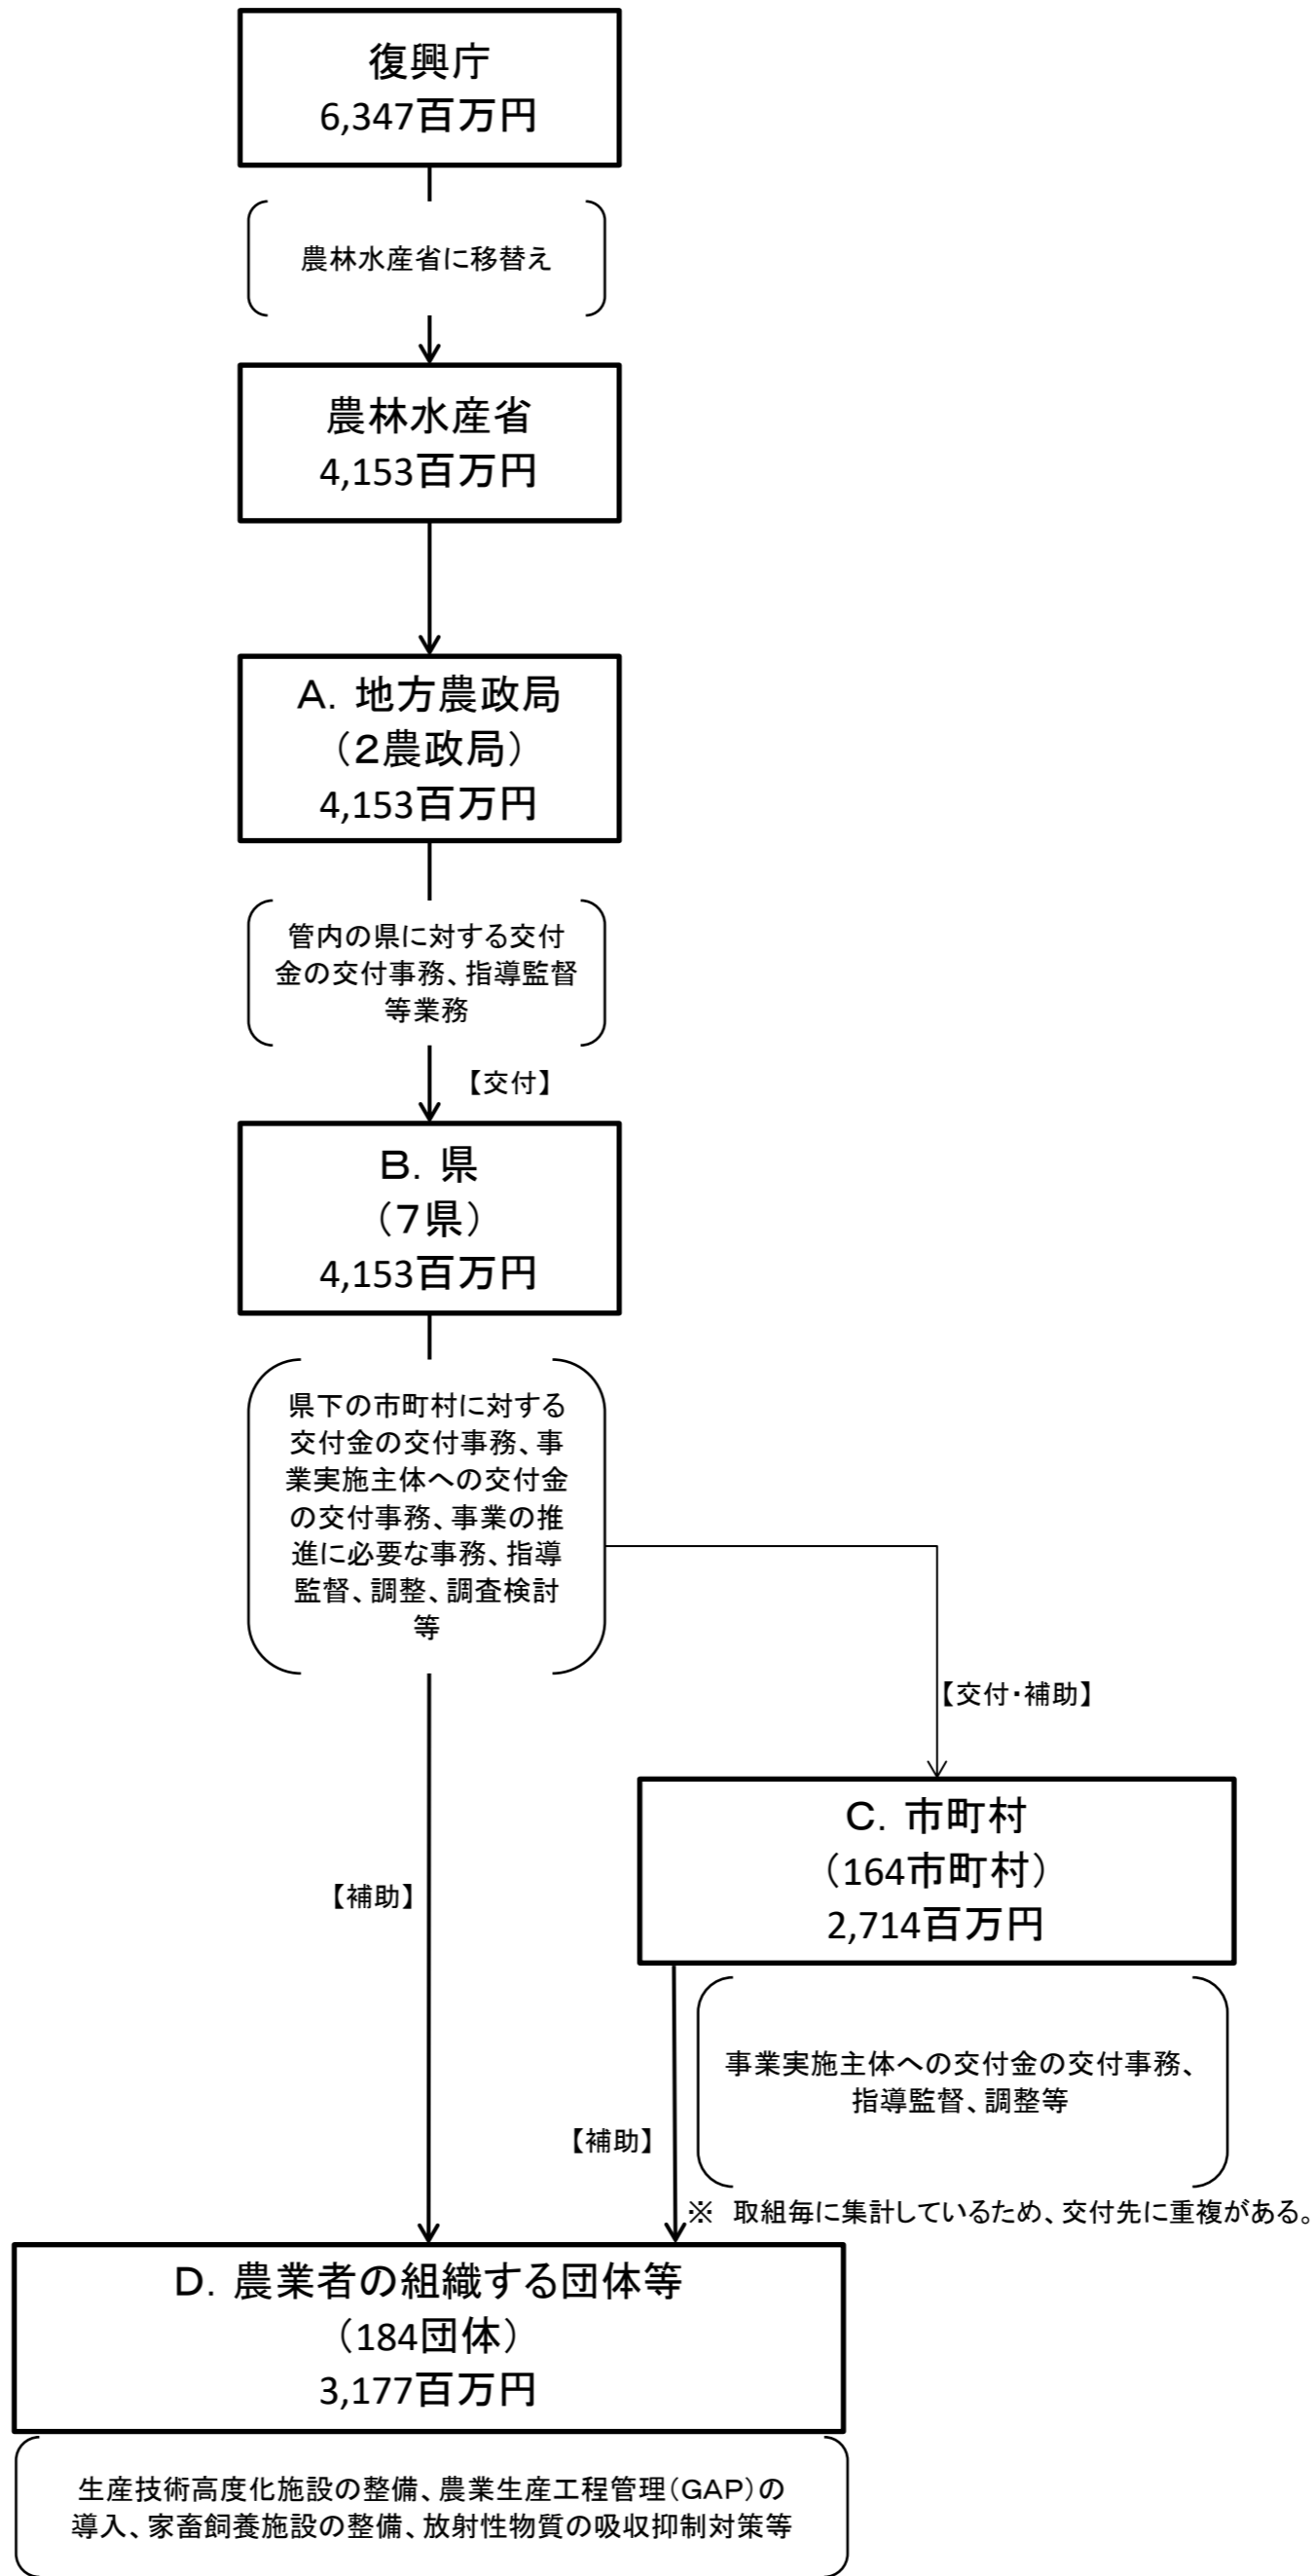 復興庁
6,347百万円
農林水産省に移替え
農林水産省
4,153百万円
A．地方農政局
（２農政局）
4,153百万円
管内の県に対する交付
金の交付事務、指導監督
等業務
【交付】
B．県
（７県）
4,153百万円
県下の市町村に対する
交付金の交付事務、事
業実施主体への交付金
の交付事務、事業の推
進に必要な事務、指導
監督、調整、調査検討
等
【交付・補助】
C．市町村
（164市町村）
2,714百万円
【補助】
事業実施主体への交付金の交付事務、
指導監督、調整等
【補助】
※　取組毎に集計しているため、交付先に重複がある。
D．農業者の組織する団体等
（184団体）
3,177百万円
生産技術高度化施設の整備、農業生産工程管理（GAP）の
導入、家畜飼養施設の整備、放射性物質の吸収抑制対策等